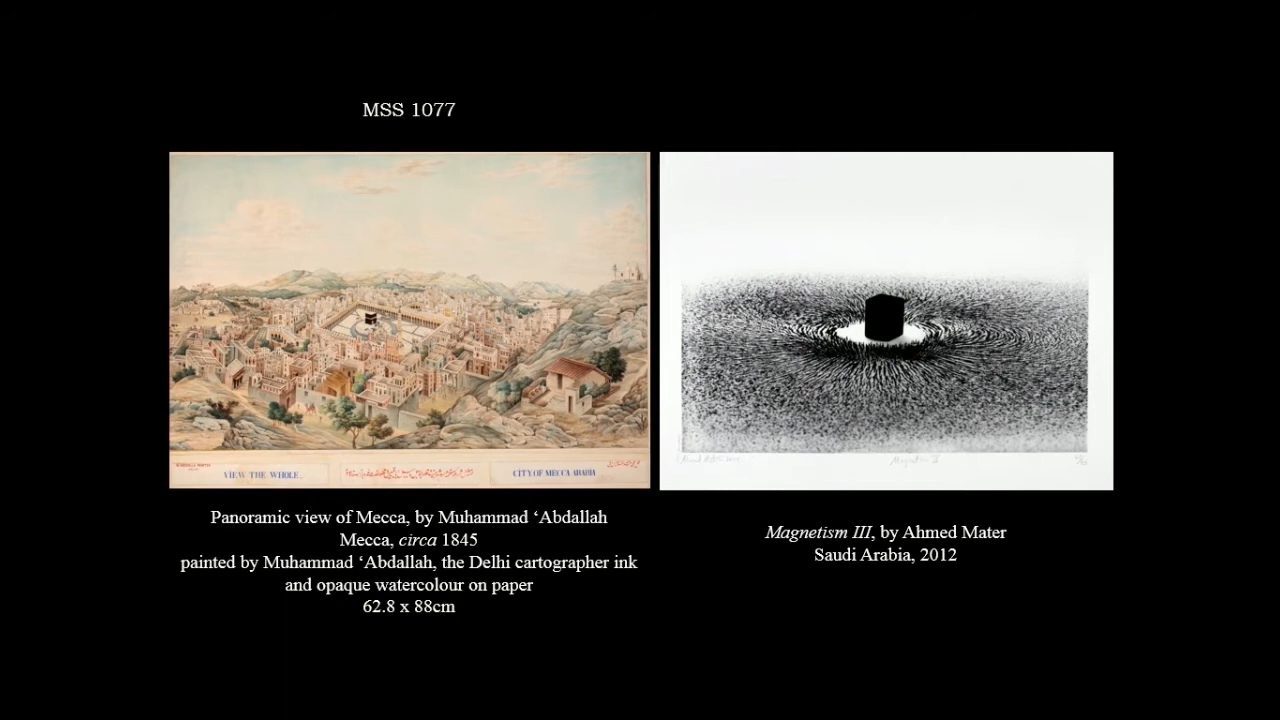 MSS 1077
VIEW THE WHOLE.
CITY OF MECCA ARABIA
Panoramic view of Mecca, by Muhammad ‘Abdallah
Mecca, circa 1845
painted by Muhammad ‘Abdallah, the Delhi cartographer ink
and opaque watercolour on paper
62.8 x 88cm
Magnetism III, by Ahmed Mater
Saudi Arabia, 2012